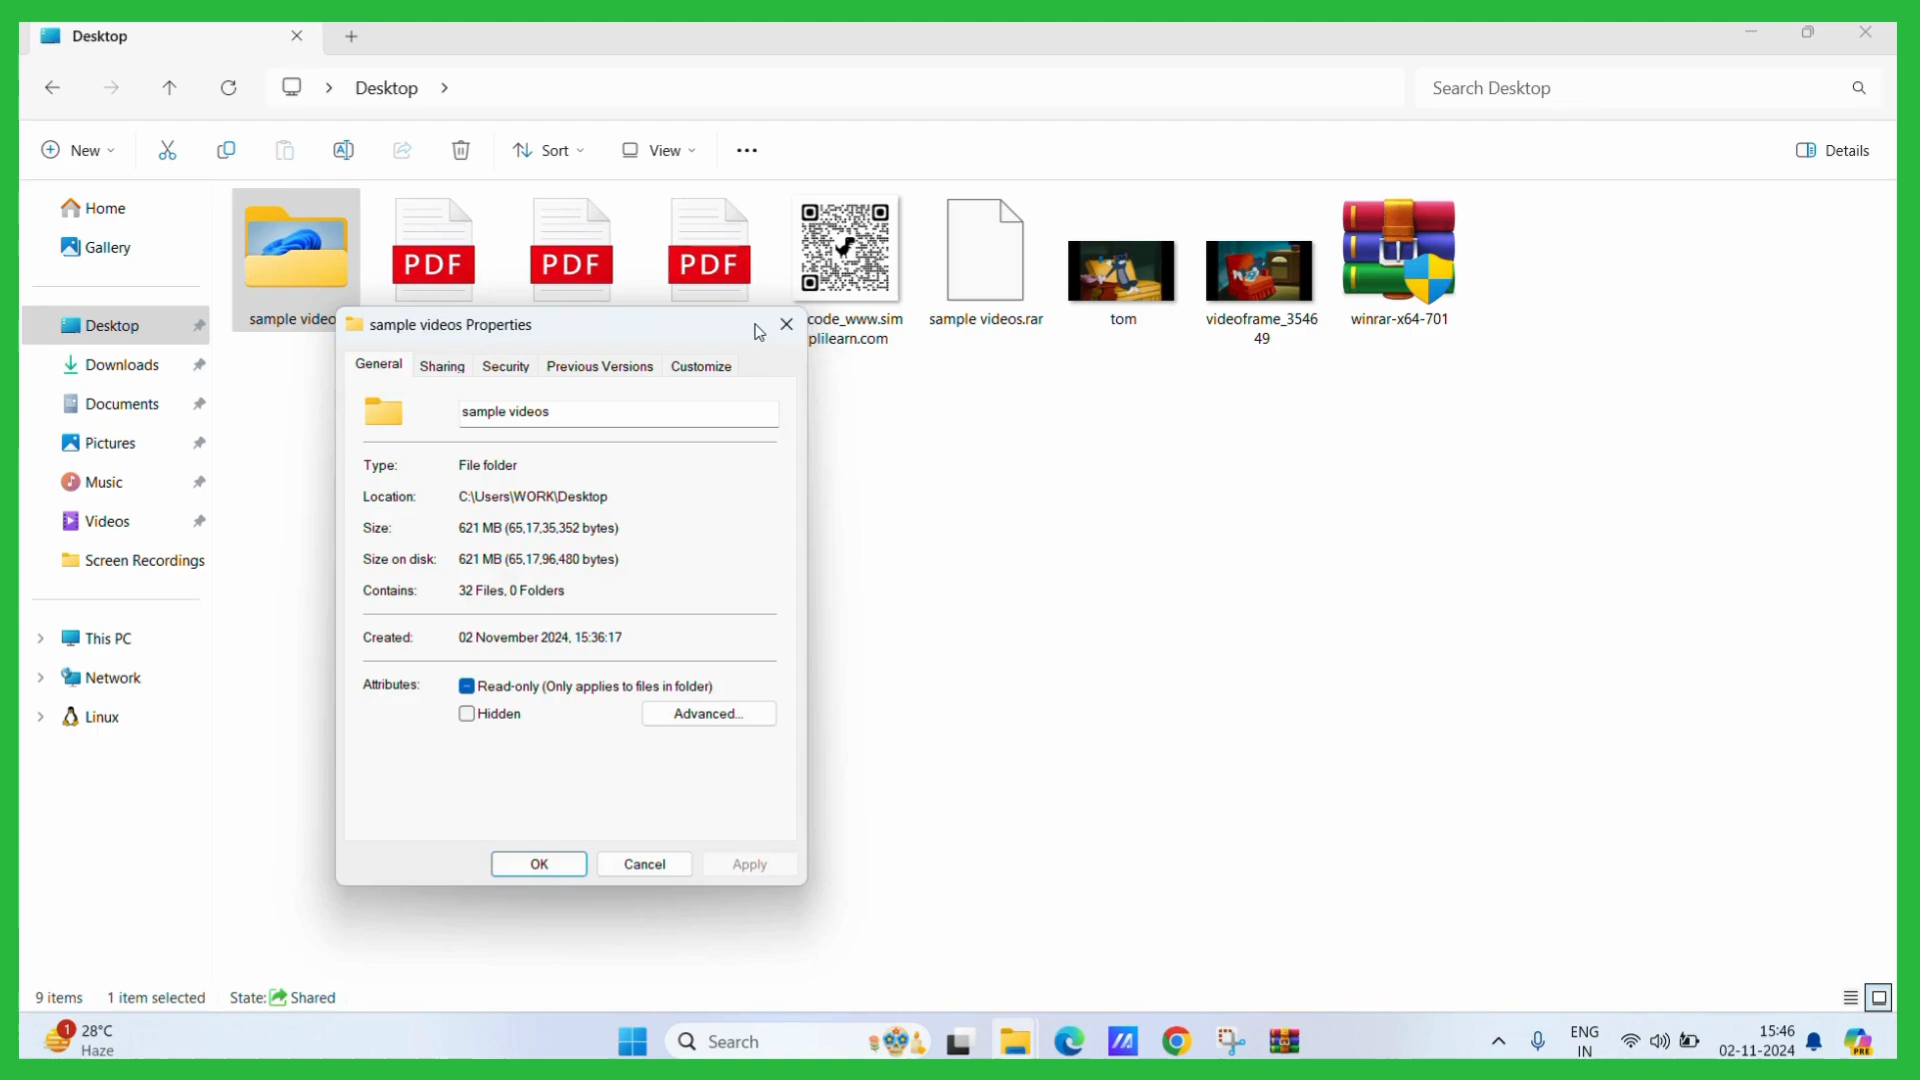 Desktop
Desktop
Search Desktop
New
Sort
View
Details
Home
Gallery
Desktop
Downloads
Documents
Pictures
Music
Videos
Screen Recordings
This PC
Network
Linux
PDF
PDF
PDF
sample video
code_www.sim
plilearn.com
sample videos.rar
tom
videoframe_3546
49
winrar-x64-701
sample videos Properties
General
Sharing
Security
Previous Versions
Customize
sample videos
Type: File folder
Location: C:\Users\WORK\Desktop
Size: 621 MB (65,17,35,352 bytes)
Size on disk: 621 MB (65,17,96,480 bytes)
Contains: 32 Files, 0 Folders
Created: 02 November 2024, 15:36:17
Attributes: Read-only (Only applies to files in folder)
Hidden
Advanced...
OK
Cancel
Apply
9 items
1 item selected
State: Shared
1
28°C
Haze
Search
ENG
IN
15:46
02-11-2024
PRE